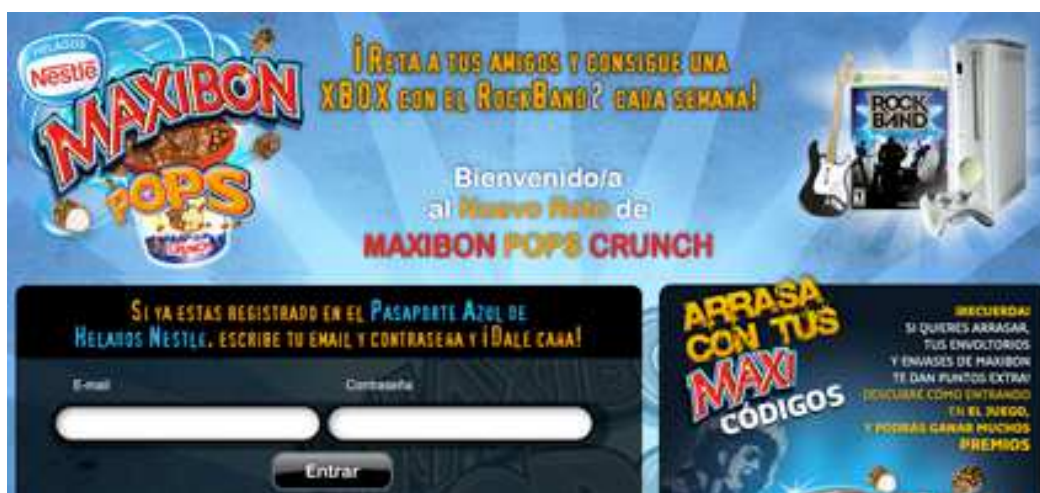 HELADOS
Nestlé
MAXIBON
POPS
CRUNCH
¡RETA A TUS AMIGOS Y CONSIGUE UNA
XBOX CON EL ROCKBAND2 CADA SEMANA!
ROCK
BAND
Bienvenido/a
al Nuevo Reto de
MAXIBON POPS CRUNCH
SI YA ESTAS REGISTRADO EN EL PASAPORTE AZUL DE
HELADOS NESTLE, ESCRIBE TU EMAIL Y CONTRASEÑA Y ¡DALE CAÑA!
E-mail
Contraseña
Entrar
ARRASA
CON TUS
MAXI
CÓDIGOS
¡RECUERDA!
SI QUIERES ARRASAR,
TUS ENVOLTORIOS
Y ENVASES DE MAXIBON
TE DAN PUNTOS EXTRA!
DESCUBRE COMO ENTRANDO
EN EL JUEGO,
Y PODRÁS GANAR MUCHOS
PREMIOS